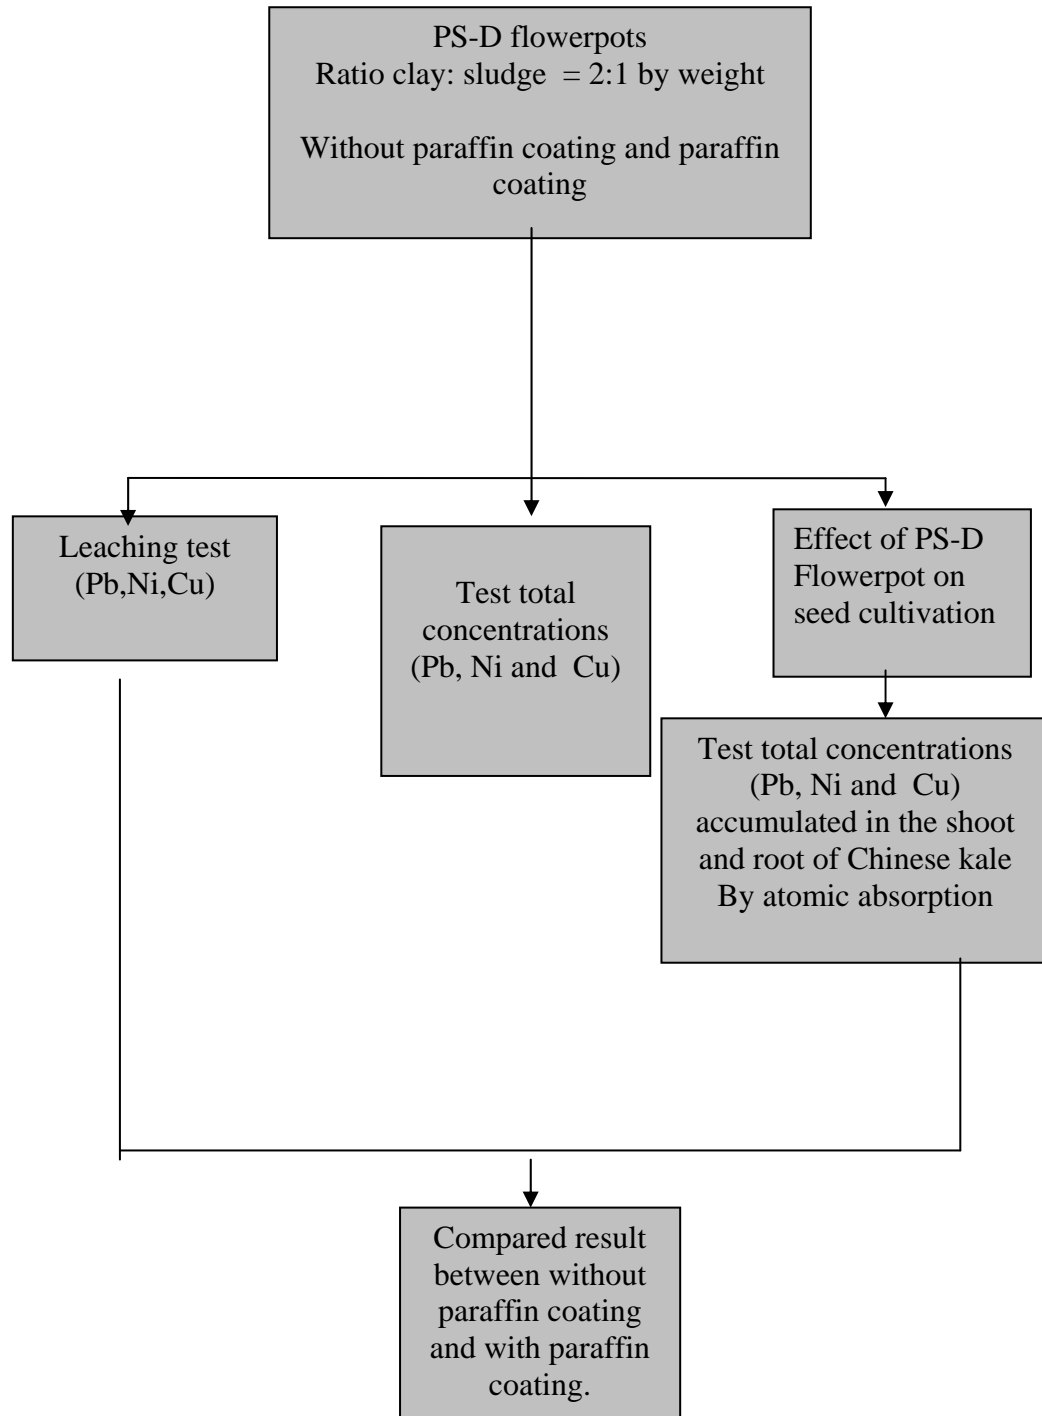 PS-D flowerpots
Ratio clay: sludge  = 2:1 by weight
Without paraffin coating and paraffin
coating
Leaching test
(Pb,Ni,Cu)
Test total
concentrations
(Pb, Ni and  Cu)
Effect of PS-D
Flowerpot on
seed cultivation
Test total concentrations
(Pb, Ni and  Cu)
accumulated in the shoot
and root of Chinese kale
By atomic absorption
Compared result
between without
paraffin coating
and with paraffin
coating.